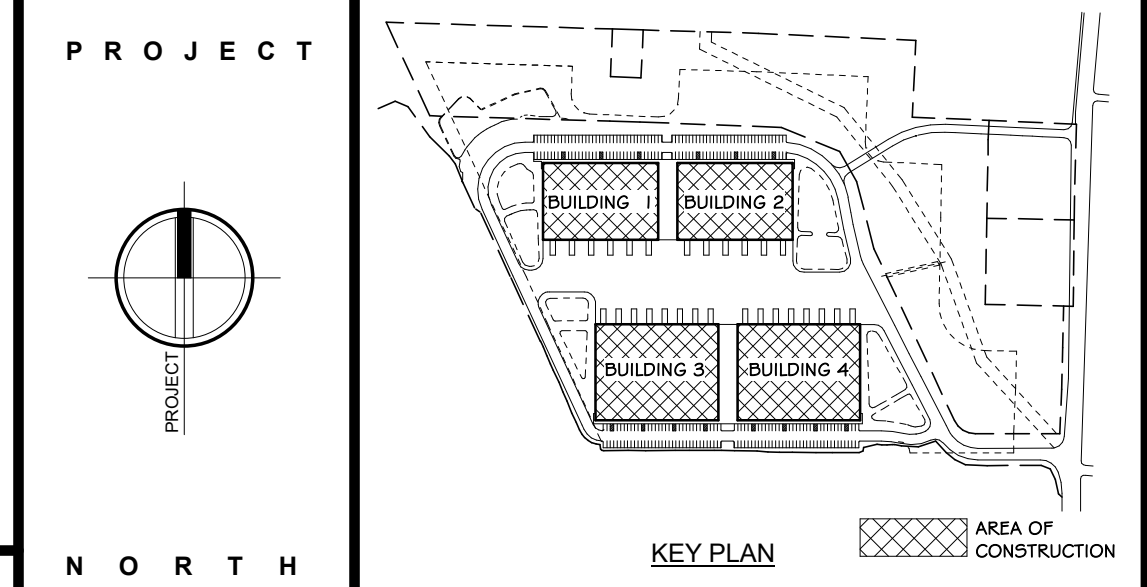 P R O J E C T
PROJECT
N O R T H
BUILDING 1
BUILDING 2
BUILDING 3
BUILDING 4
KEY PLAN
AREA OF
CONSTRUCTION